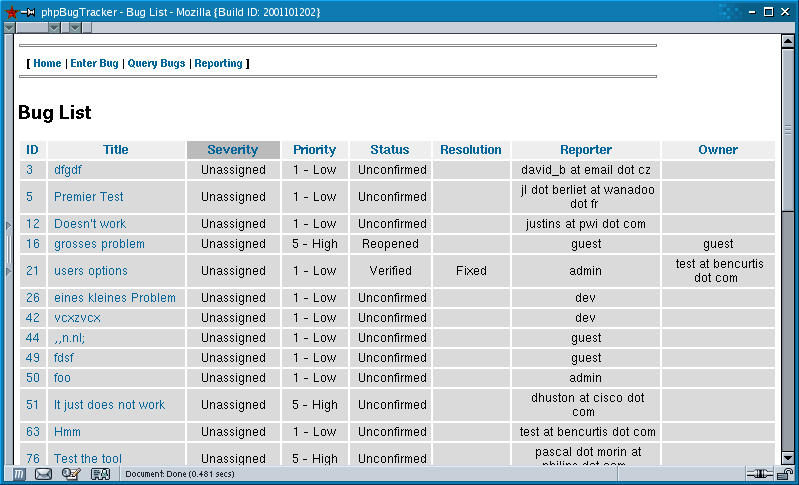 phpBugTracker - Bug List - Mozilla {Build ID: 2001101202}
[ Home | Enter Bug | Query Bugs | Reporting ]
Bug List
ID Title Severity Priority Status Resolution Reporter Owner
3 dfgdf Unassigned 1 - Low Unconfirmed david_b at email dot cz
5 Premier Test Unassigned 1 - Low Unconfirmed jl dot berliet at wanadoo
dot fr
12 Doesn't work Unassigned 1 - Low Unconfirmed justins at pwi dot com
16 grosses problem Unassigned 5 - High Reopened guest guest
21 users options Unassigned 1 - Low Verified Fixed admin test at bencurtis
dot com
26 eines kleines Problem Unassigned 1 - Low Unconfirmed dev
42 vcxzvcx Unassigned 1 - Low Unconfirmed dev
44 ,,n.nl; Unassigned 1 - Low Unconfirmed guest
49 fdsf Unassigned 1 - Low Unconfirmed guest
50 foo Unassigned 1 - Low Unconfirmed admin
51 It just does not work Unassigned 5 - High Unconfirmed dhuston at cisco dot
com
63 Hmm Unassigned 1 - Low Unconfirmed test at bencurtis dot com
76 Test the tool Unassigned 5 - High Unconfirmed pascal dot morin at
philips dot com
Document: Done (0.481 secs)